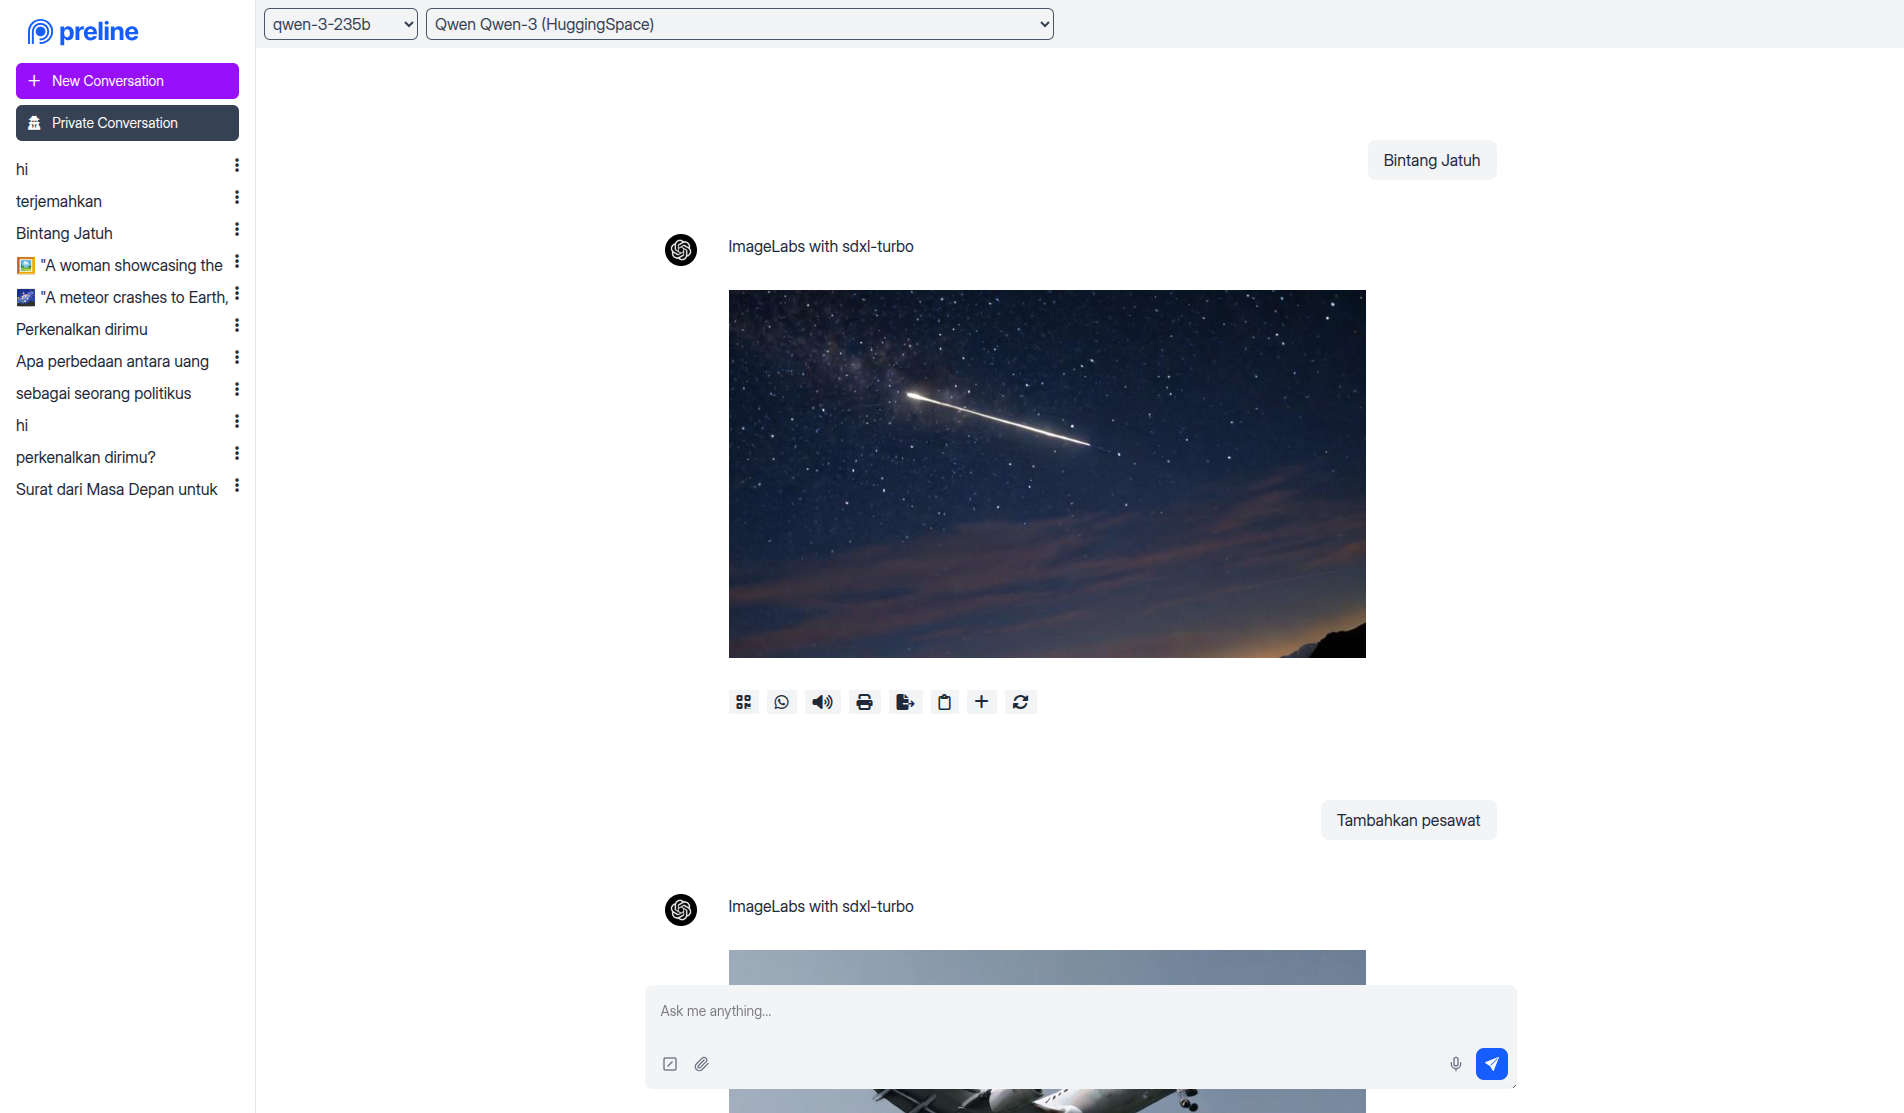 preline
New Conversation
Private Conversation
hi
terjemahkan
Bintang Jatuh
"A woman showcasing the
"A meteor crashes to Earth,
Perkenalkan dirimu
Apa perbedaan antara uang
sebagai seorang politikus
hi
perkenalkan dirimu?
Surat dari Masa Depan untuk
qwen-3-235b
Qwen Qwen-3 (HuggingSpace)
Bintang Jatuh
ImageLabs with sdxl-turbo
Tambahkan pesawat
ImageLabs with sdxl-turbo
Ask me anything...